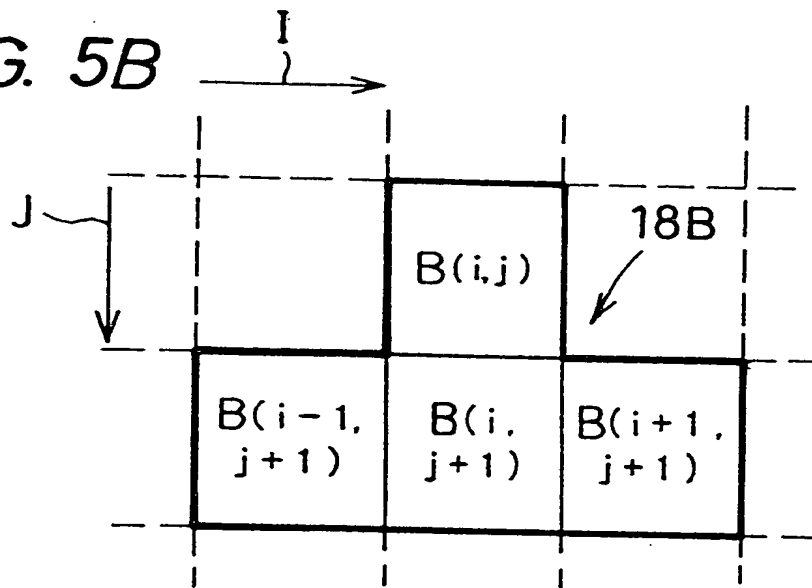 G. 5B
I
J
18B
B(i,j)
B(i-1,
j+1)
B(i,
j+1)
B(i+1,
j+1)